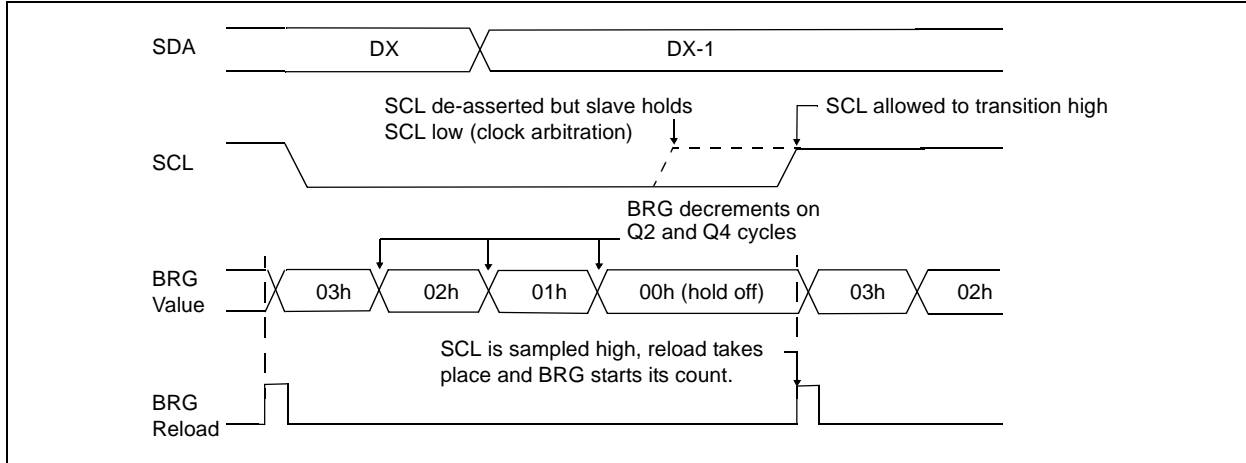 SDA
DX
DX-1
SCL de-asserted but slave holds
SCL low (clock arbitration)
SCL allowed to transition high
SCL
BRG decrements on
Q2 and Q4 cycles
BRG
Value
03h
02h
01h
00h (hold off)
03h
02h
SCL is sampled high, reload takes
place and BRG starts its count.
BRG
Reload